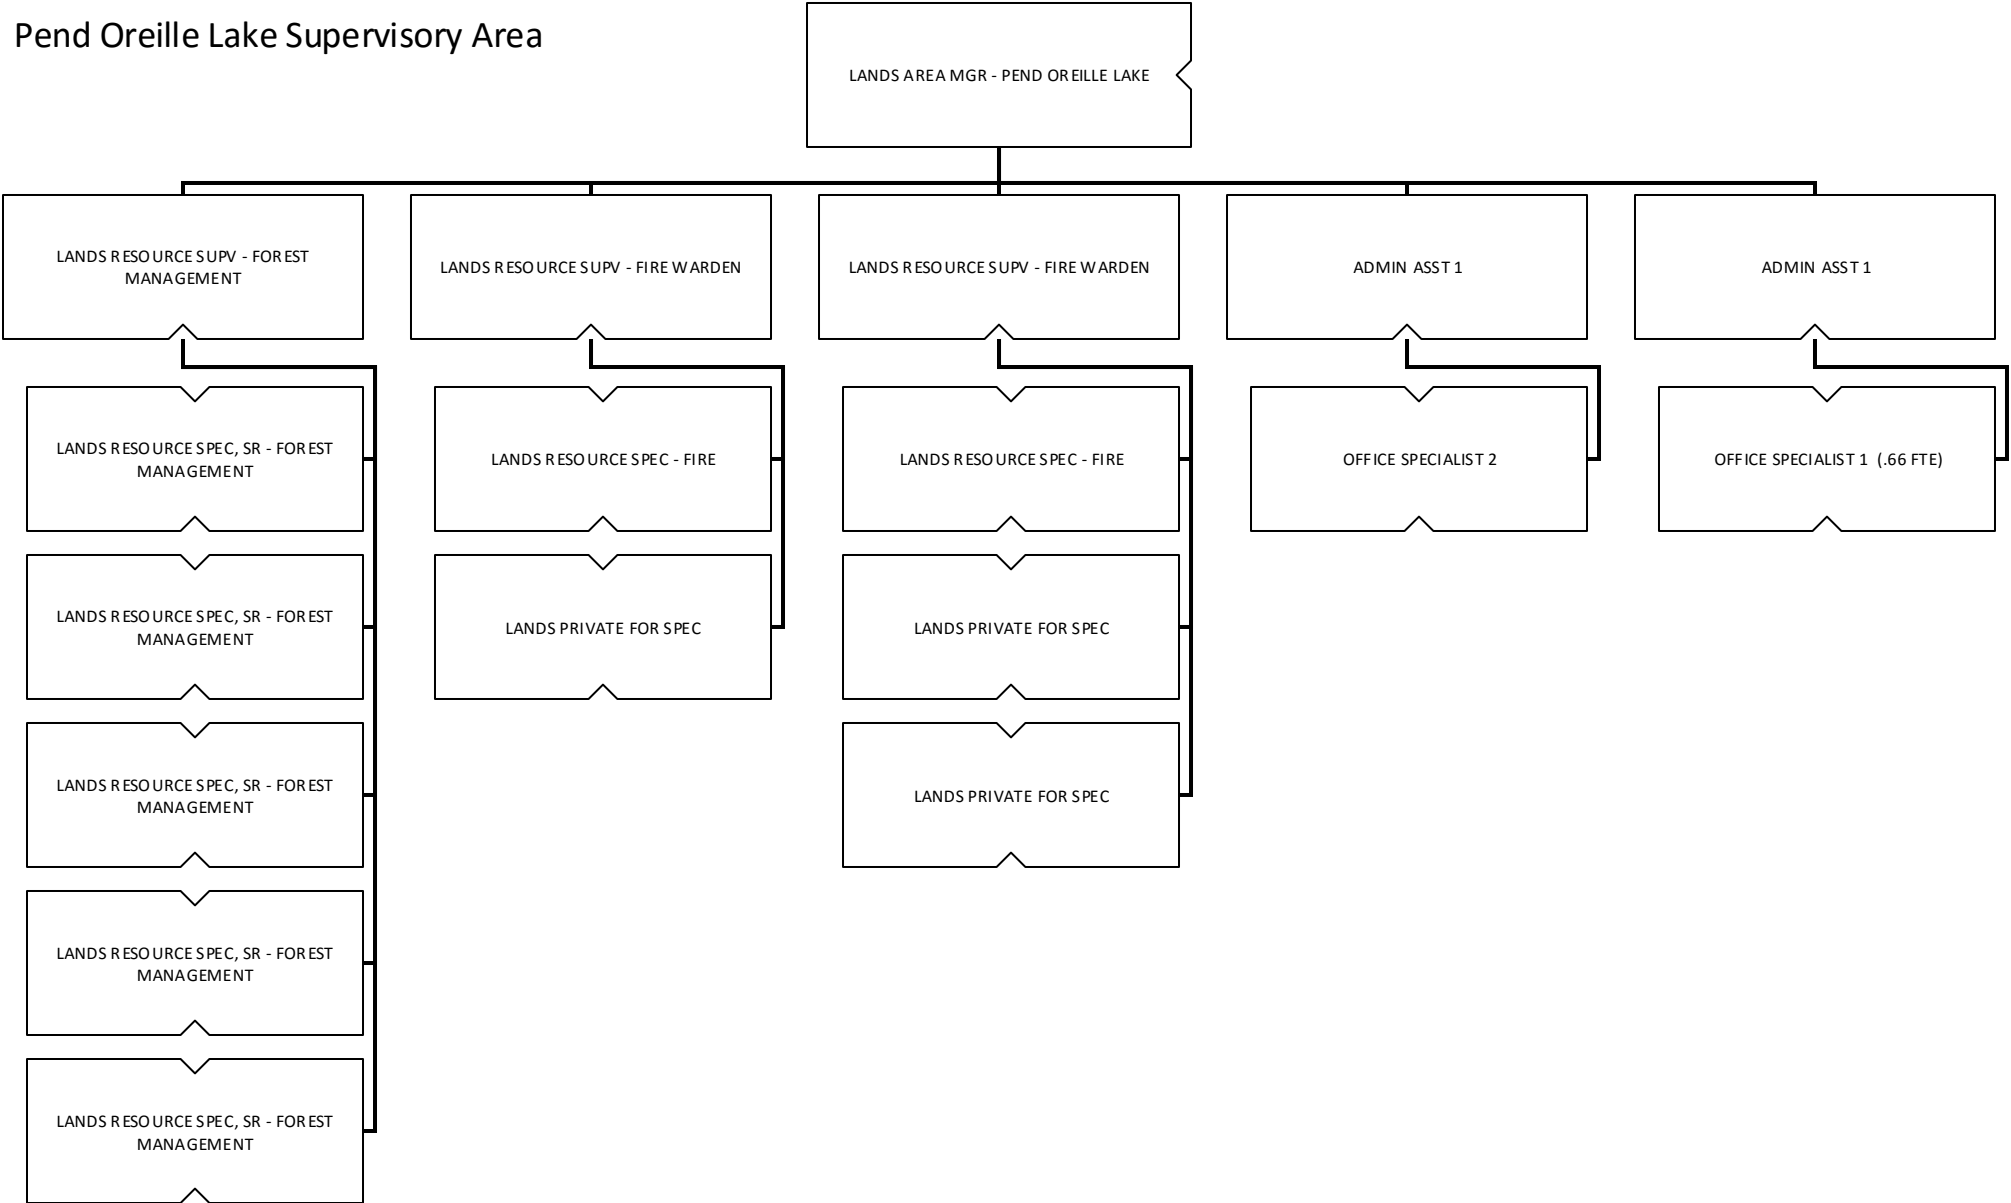 Pend Oreille Lake Supervisory Area
LANDS AREA MGR - PEND OREILLE LAKE
LANDS RESOURCE SUPV - FOREST
MANAGEMENT
LANDS RESOURCE SUPV - FIRE WARDEN
LANDS RESOURCE SUPV - FIRE WARDEN
ADMIN ASST 1
ADMIN ASST 1
LANDS RESOURCE SPEC, SR - FOREST
MANAGEMENT
LANDS RESOURCE SPEC - FIRE
LANDS RESOURCE SPEC - FIRE
OFFICE SPECIALIST 2
OFFICE SPECIALIST 1 (.66 FTE)
LANDS RESOURCE SPEC, SR - FOREST
MANAGEMENT
LANDS PRIVATE FOR SPEC
LANDS PRIVATE FOR SPEC
LANDS RESOURCE SPEC, SR - FOREST
MANAGEMENT
LANDS PRIVATE FOR SPEC
LANDS RESOURCE SPEC, SR - FOREST
MANAGEMENT
LANDS RESOURCE SPEC, SR - FOREST
MANAGEMENT